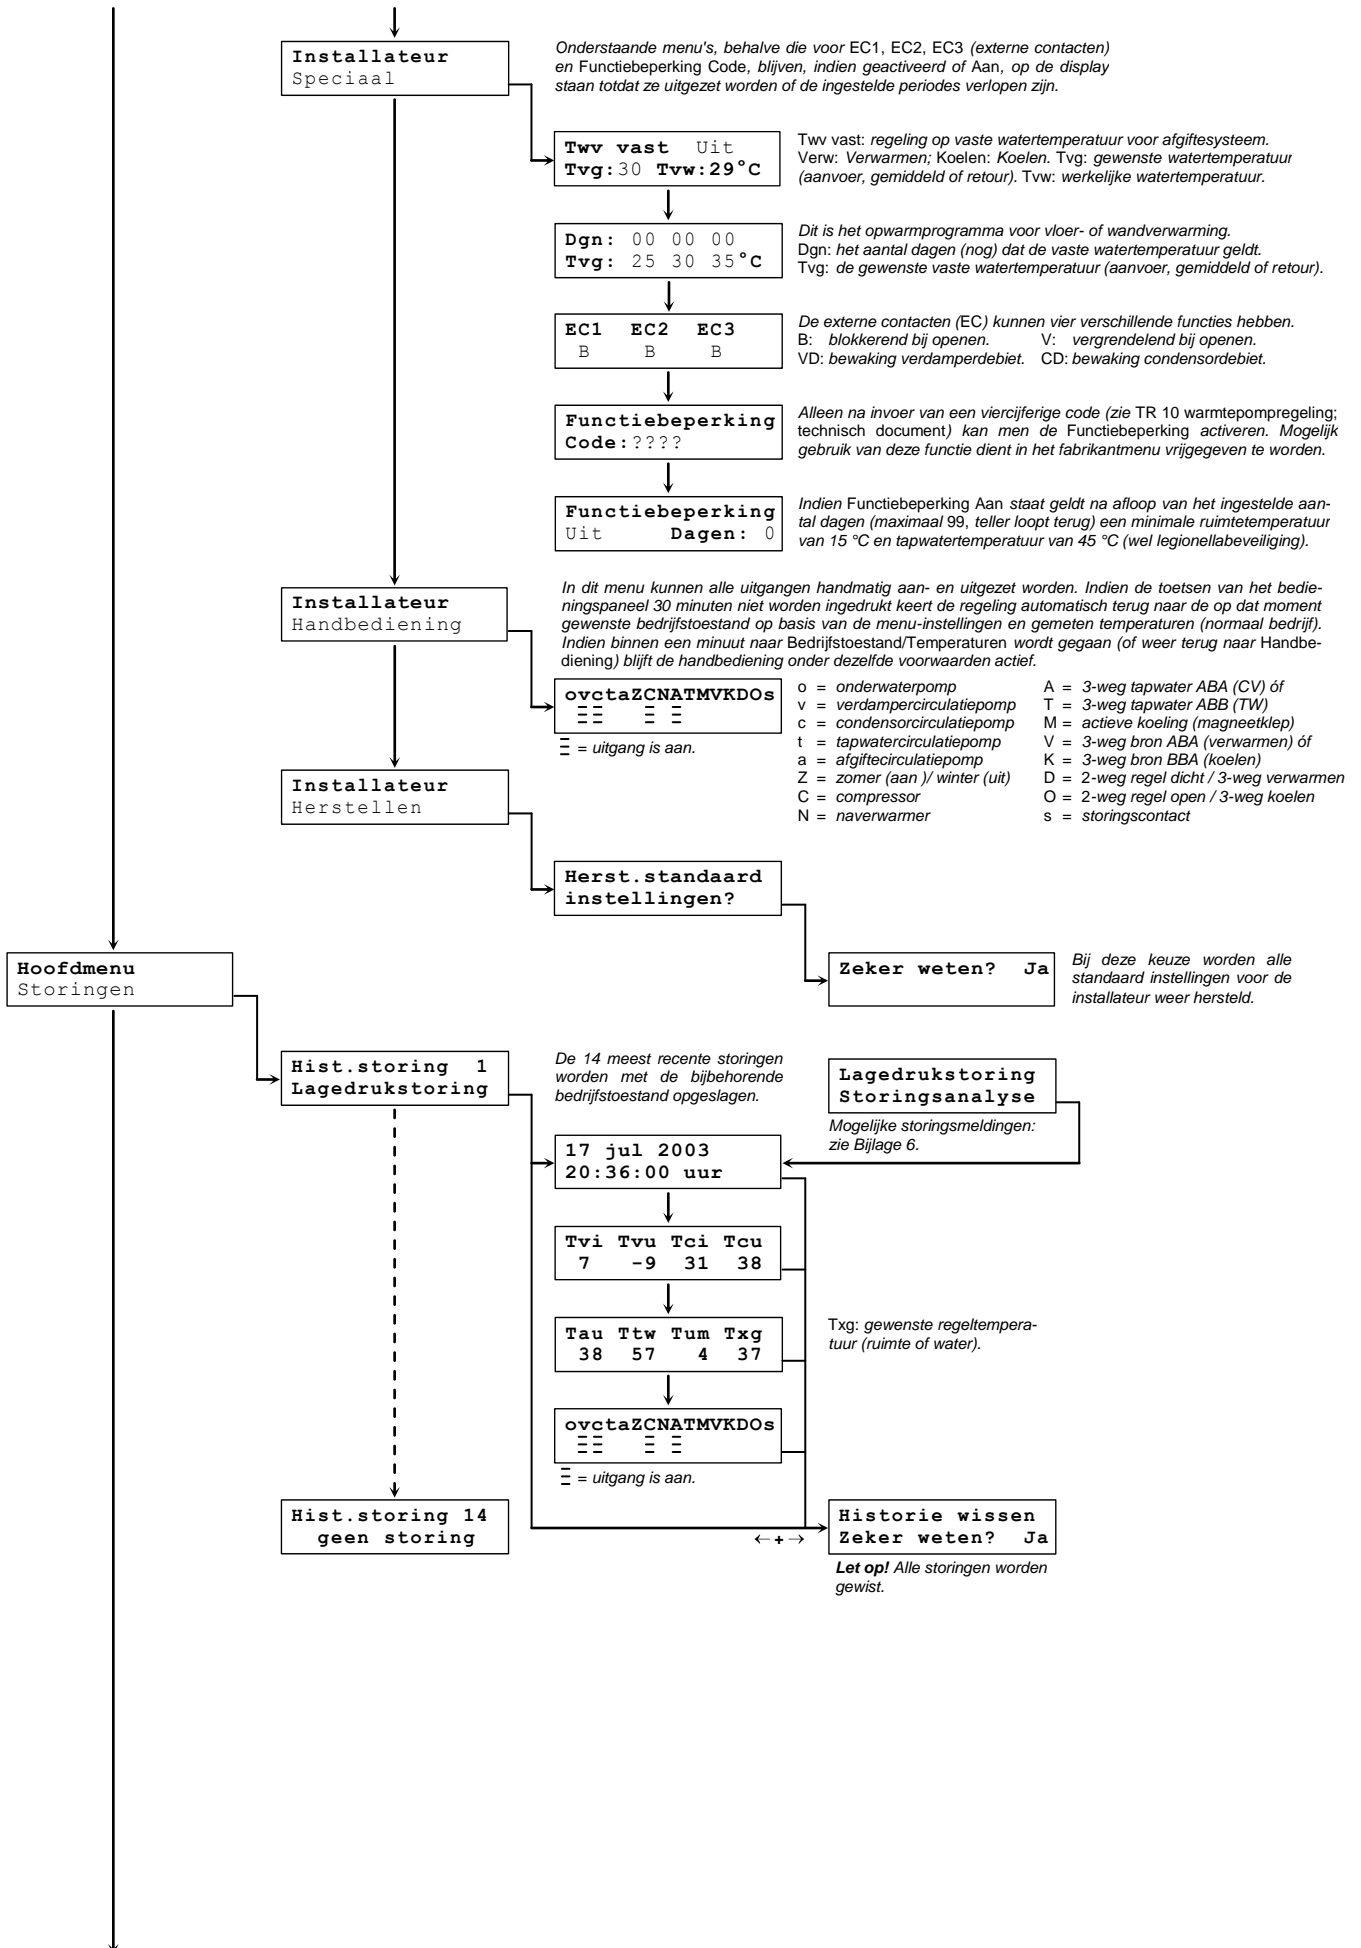 Installateur
Speciaal
Onderstaande menu's, behalve die voor EC1, EC2, EC3 (externe contacten)
en Functiebeperking Code, blijven, indien geactiveerd of Aan, op de display
staan totdat ze uitgezet worden of de ingestelde periodes verlopen zijn.
Twv vast Uit
Tvg:30 Tvw:29°C
Twv vast: regeling op vaste watertemperatuur voor afgiftesysteem.
Verw: Verwarmen; Koelen: Koelen. Tvg: gewenste watertemperatuur
(aanvoer, gemiddeld of retour). Tvw: werkelijke watertemperatuur.
Dgn: 00 00 00
Tvg: 25 30 35°C
Dit is het opwarmprogramma voor vloer- of wandverwarming.
Dgn: het aantal dagen (nog) dat de vaste watertemperatuur geldt.
Tvg: de gewenste vaste watertemperatuur (aanvoer, gemiddeld of retour).
EC1 EC2 EC3
B B B
De externe contacten (EC) kunnen vier verschillende functies hebben.
B: blokkerend bij openen. V: vergrendelend bij openen.
VD: bewaking verdamperdebiet. CD: bewaking condensordebiet.
Functiebeperking
Code:????
Alleen na invoer van een viercijferige code (zie TR 10 warmtepompregeling;
technisch document) kan men de Functiebeperking activeren. Mogelijk
gebruik van deze functie dient in het fabrikantmenu vrijgegeven te worden.
Functiebeperking
Uit Dagen: 0
Indien Functiebeperking Aan staat geldt na afloop van het ingestelde aan-
tal dagen (maximaal 99, teller loopt terug) een minimale ruimtetemperatuur
van 15 °C en tapwatertemperatuur van 45 °C (wel legionellabeveiliging).
Installateur
Handbediening
In dit menu kunnen alle uitgangen handmatig aan- en uitgezet worden. Indien de toetsen van het bedie-
ningspaneel 30 minuten niet worden ingedrukt keert de regeling automatisch terug naar de op dat moment
gewenste bedrijfstoestand op basis van de menu-instellingen en gemeten temperaturen (normaal bedrijf).
Indien binnen een minuut naar Bedrijfstoestand/Temperaturen wordt gegaan (of weer terug naar Handbe-
diening) blijft de handbediening onder dezelfde voorwaarden actief.
ovctaZCNATMVKDOs
= uitgang is aan.
o = onderwaterpomp
v = verdampercirculatiepomp
c = condensorcirculatiepomp
t = tapwatercirculatiepomp
a = afgiftecirculatiepomp
Z = zomer (aan )/ winter (uit)
C = compressor
N = naverwarmer
A = 3-weg tapwater ABA (CV) óf
T = 3-weg tapwater ABB (TW)
M = actieve koeling (magneetklep)
V = 3-weg bron ABA (verwarmen) óf
K = 3-weg bron BBA (koelen)
D = 2-weg regel dicht / 3-weg verwarmen
O = 2-weg regel open / 3-weg koelen
s = storingscontact
Installateur
Herstellen
Herst.standaard
instellingen?
Hoofdmenu
Storingen
Zeker weten? Ja
Bij deze keuze worden alle
standaard instellingen voor de
installateur weer hersteld.
Hist.storing 1
Lagedrukstoring
De 14 meest recente storingen
worden met de bijbehorende
bedrijfstoestand opgeslagen.
Lagedrukstoring
Storingsanalyse
Mogelijke storingsmeldingen:
zie Bijlage 6.
17 jul 2003
20:36:00 uur
Tvi Tvu Tci Tcu
7 -9 31 38
Tau Ttw Tum Txg
38 57 4 37
Txg: gewenste regeltempera-
tuur (ruimte of water).
ovctaZCNATMVKDOs
= uitgang is aan.
Hist.storing 14
geen storing
←+→
Historie wissen
Zeker weten? Ja
Let op! Alle storingen worden
gewist.